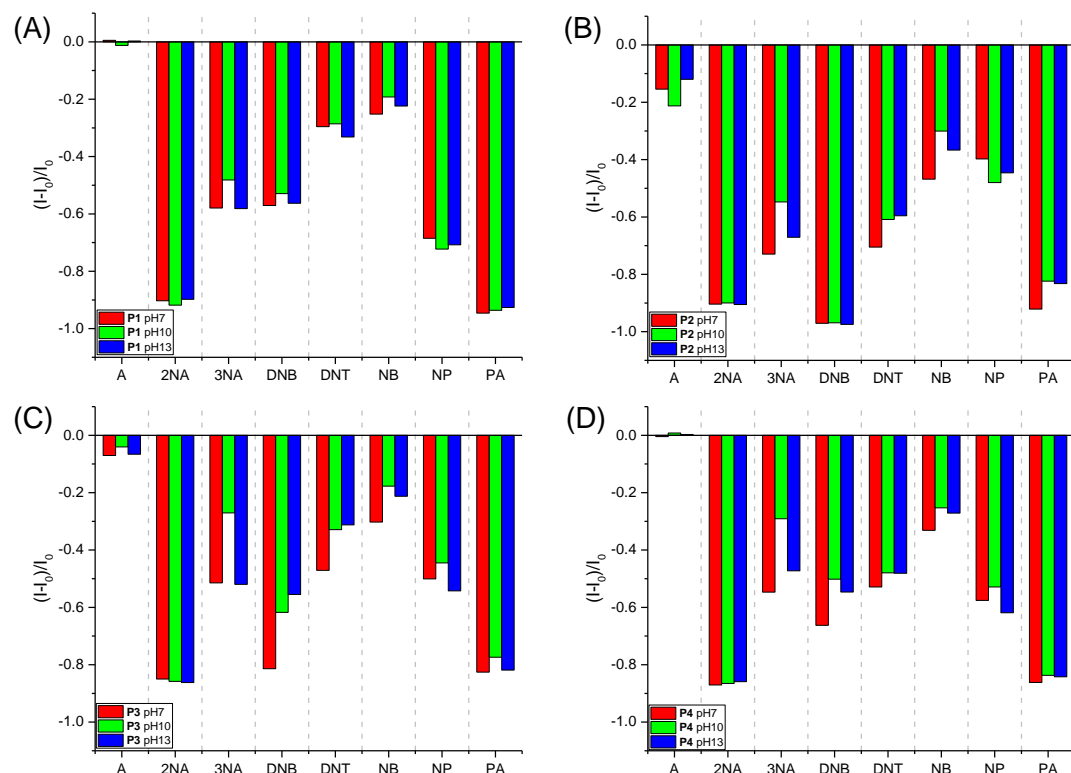 (A)
(I-I0)/I0
0.0
-0.2
-0.4
-0.6
-0.8
-1.0
P1 pH7
P1 pH10
P1 pH13
A 2NA 3NA DNB DNT NB NP PA
(B)
(I-I0)/I0
0.0
-0.2
-0.4
-0.6
-0.8
-1.0
P2 pH7
P2 pH10
P2 pH13
A 2NA 3NA DNB DNT NB NP PA
(C)
(I-I0)/I0
0.0
-0.2
-0.4
-0.6
-0.8
-1.0
P3 pH7
P3 pH10
P3 pH13
A 2NA 3NA DNB DNT NB NP PA
(D)
(I-I0)/I0
0.0
-0.2
-0.4
-0.6
-0.8
-1.0
P4 pH7
P4 pH10
P4 pH13
A 2NA 3NA DNB DNT NB NP PA